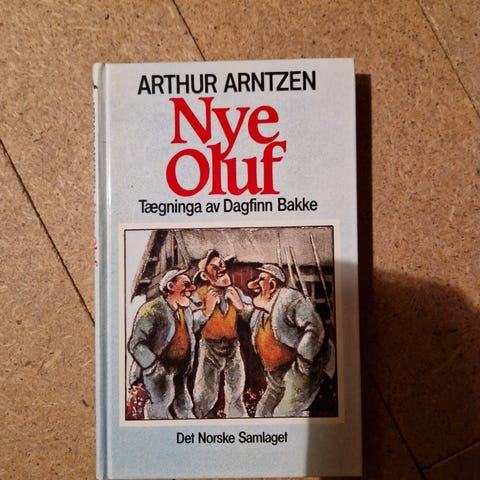 ARTHUR ARNTZEN
Nye
Oluf
Tægninga av Dagfinn Bakke
Det Norske Samlaget